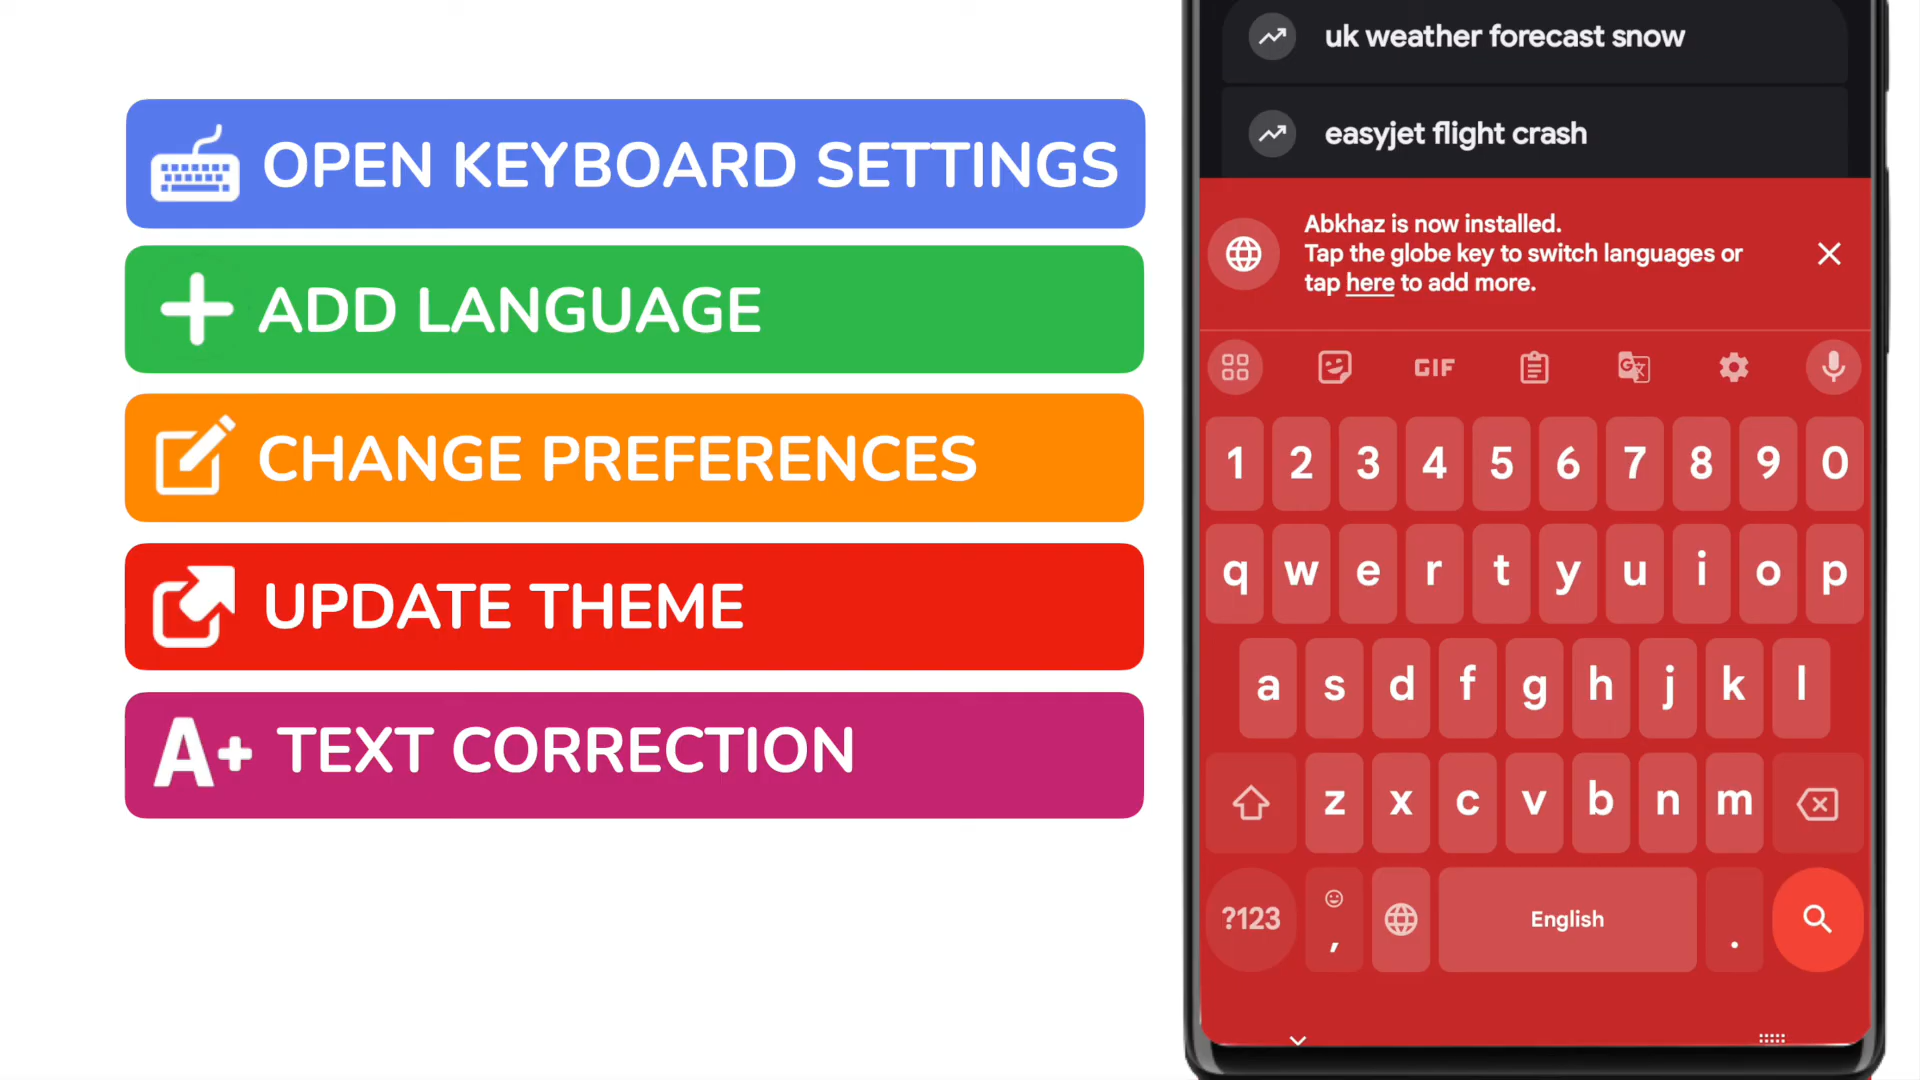 OPEN KEYBOARD SETTINGS
ADD LANGUAGE
CHANGE PREFERENCES
UPDATE THEME
A+ TEXT CORRECTION
uk weather forecast snow
easyjet flight crash
Abkhaz is now installed.
Tap the globe key to switch languages or
tap here to add more.
GIF
1 2 3 4 5 6 7 8 9 0
q w e r t y u i o p
a s d f g h j k l
z x c v b n m
?123 , English .